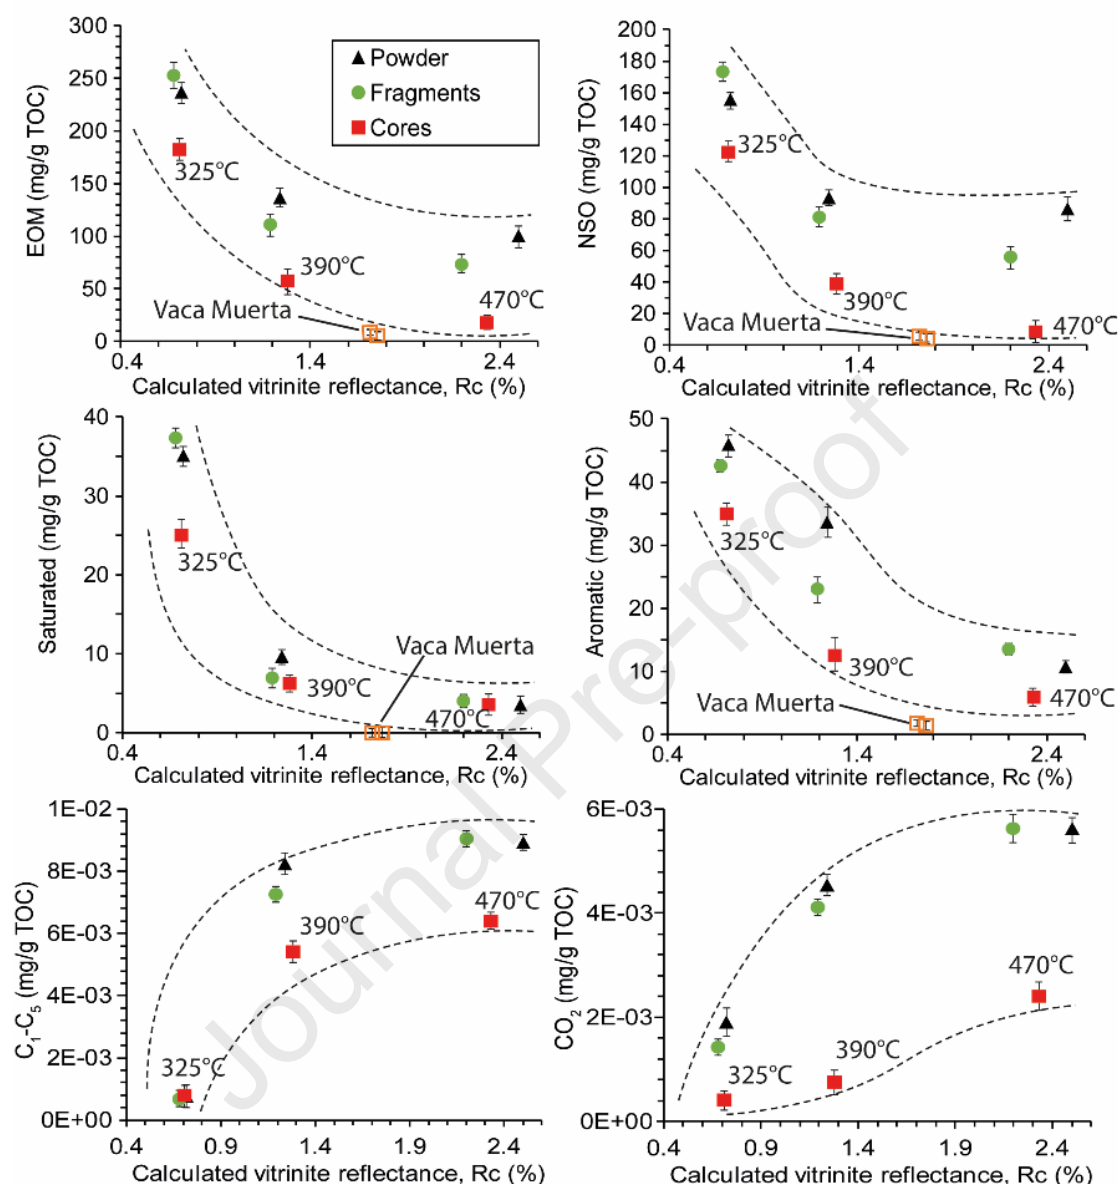 EOM (mg/g TOC)
300
250
200
150
100
50
0
Powder
Fragments
Cores
325°C
390°C
470°C
Vaca Muerta
0.4 1.4 2.4
Calculated vitrinite reflectance, Rc (%)
NSO (mg/g TOC)
200
180
160
140
120
100
80
60
40
20
0
325°C
390°C
Vaca Muerta
470°C
0.4 1.4 2.4
Calculated vitrinite reflectance, Rc (%)
Saturated (mg/g TOC)
40
30
20
10
0
325°C
Vaca Muerta
390°C
470°C
0.4 1.4 2.4
Calculated vitrinite reflectance, Rc (%)
Aromatic (mg/g TOC)
50
40
30
20
10
0
325°C
390°C
Vaca Muerta
470°C
0.4 1.4 2.4
Calculated vitrinite reflectance, Rc (%)
C₁-C₅ (mg/g TOC)
1E-02
8E-03
6E-03
4E-03
2E-03
0E+00
470°C
390°C
325°C
0.4 0.9 1.4 1.9 2.4
Calculated vitrinite reflectance, Rc (%)
CO₂ (mg/g TOC)
6E-03
4E-03
2E-03
0E+00
470°C
390°C
325°C
0.4 0.9 1.4 1.9 2.4
Calculated vitrinite reflectance, Rc (%)
Journal Pre-proof